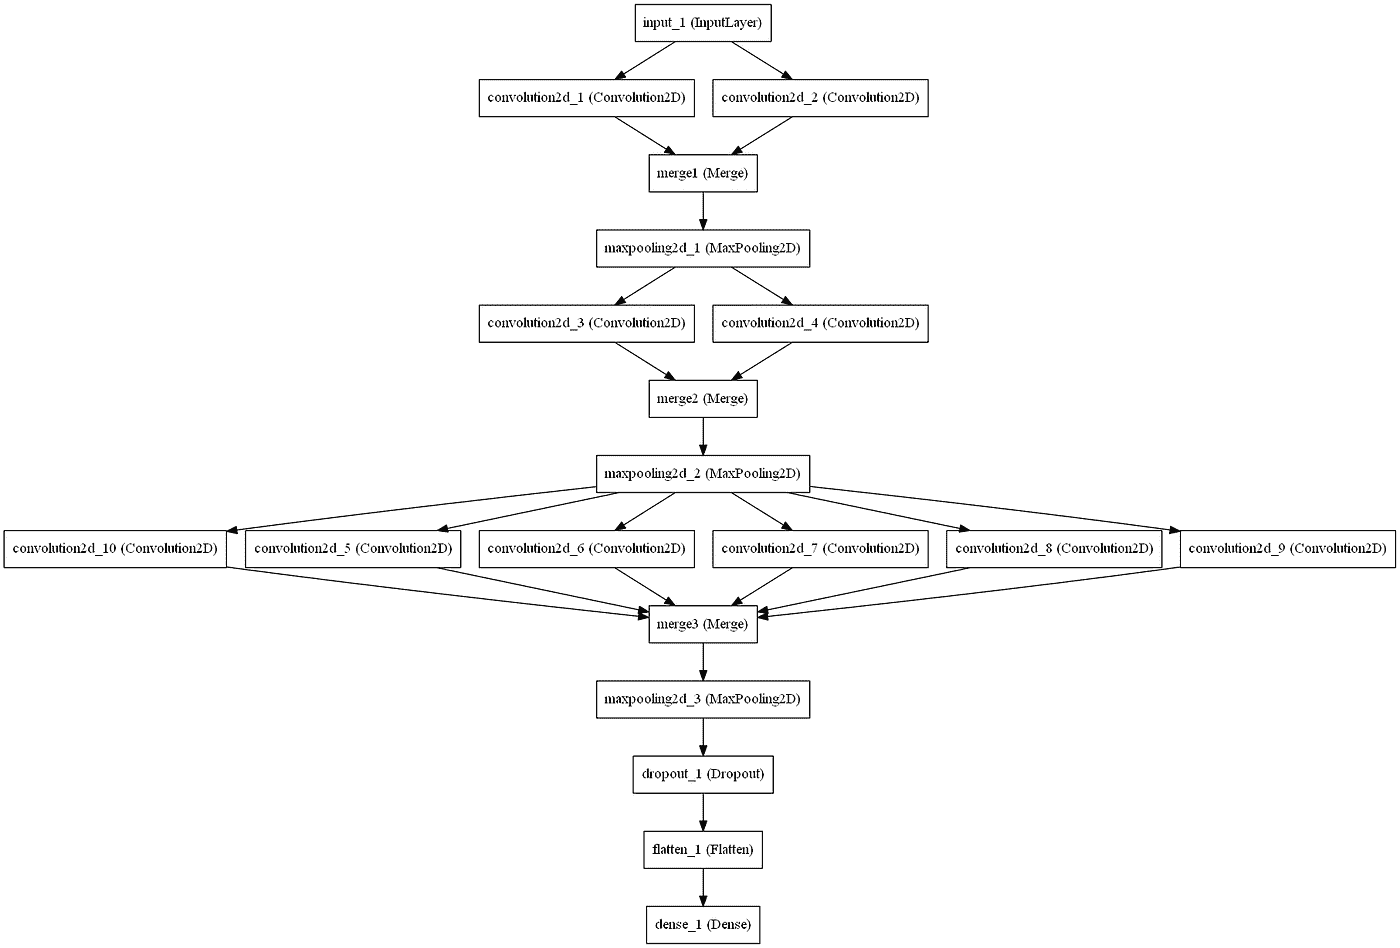 input_1 (InputLayer)
convolution2d_1 (Convolution2D)
convolution2d_2 (Convolution2D)
merge1 (Merge)
maxpooling2d_1 (MaxPooling2D)
convolution2d_3 (Convolution2D)
convolution2d_4 (Convolution2D)
merge2 (Merge)
maxpooling2d_2 (MaxPooling2D)
convolution2d_10 (Convolution2D)
convolution2d_5 (Convolution2D)
convolution2d_6 (Convolution2D)
convolution2d_7 (Convolution2D)
convolution2d_8 (Convolution2D)
convolution2d_9 (Convolution2D)
merge3 (Merge)
maxpooling2d_3 (MaxPooling2D)
dropout_1 (Dropout)
flatten_1 (Flatten)
dense_1 (Dense)